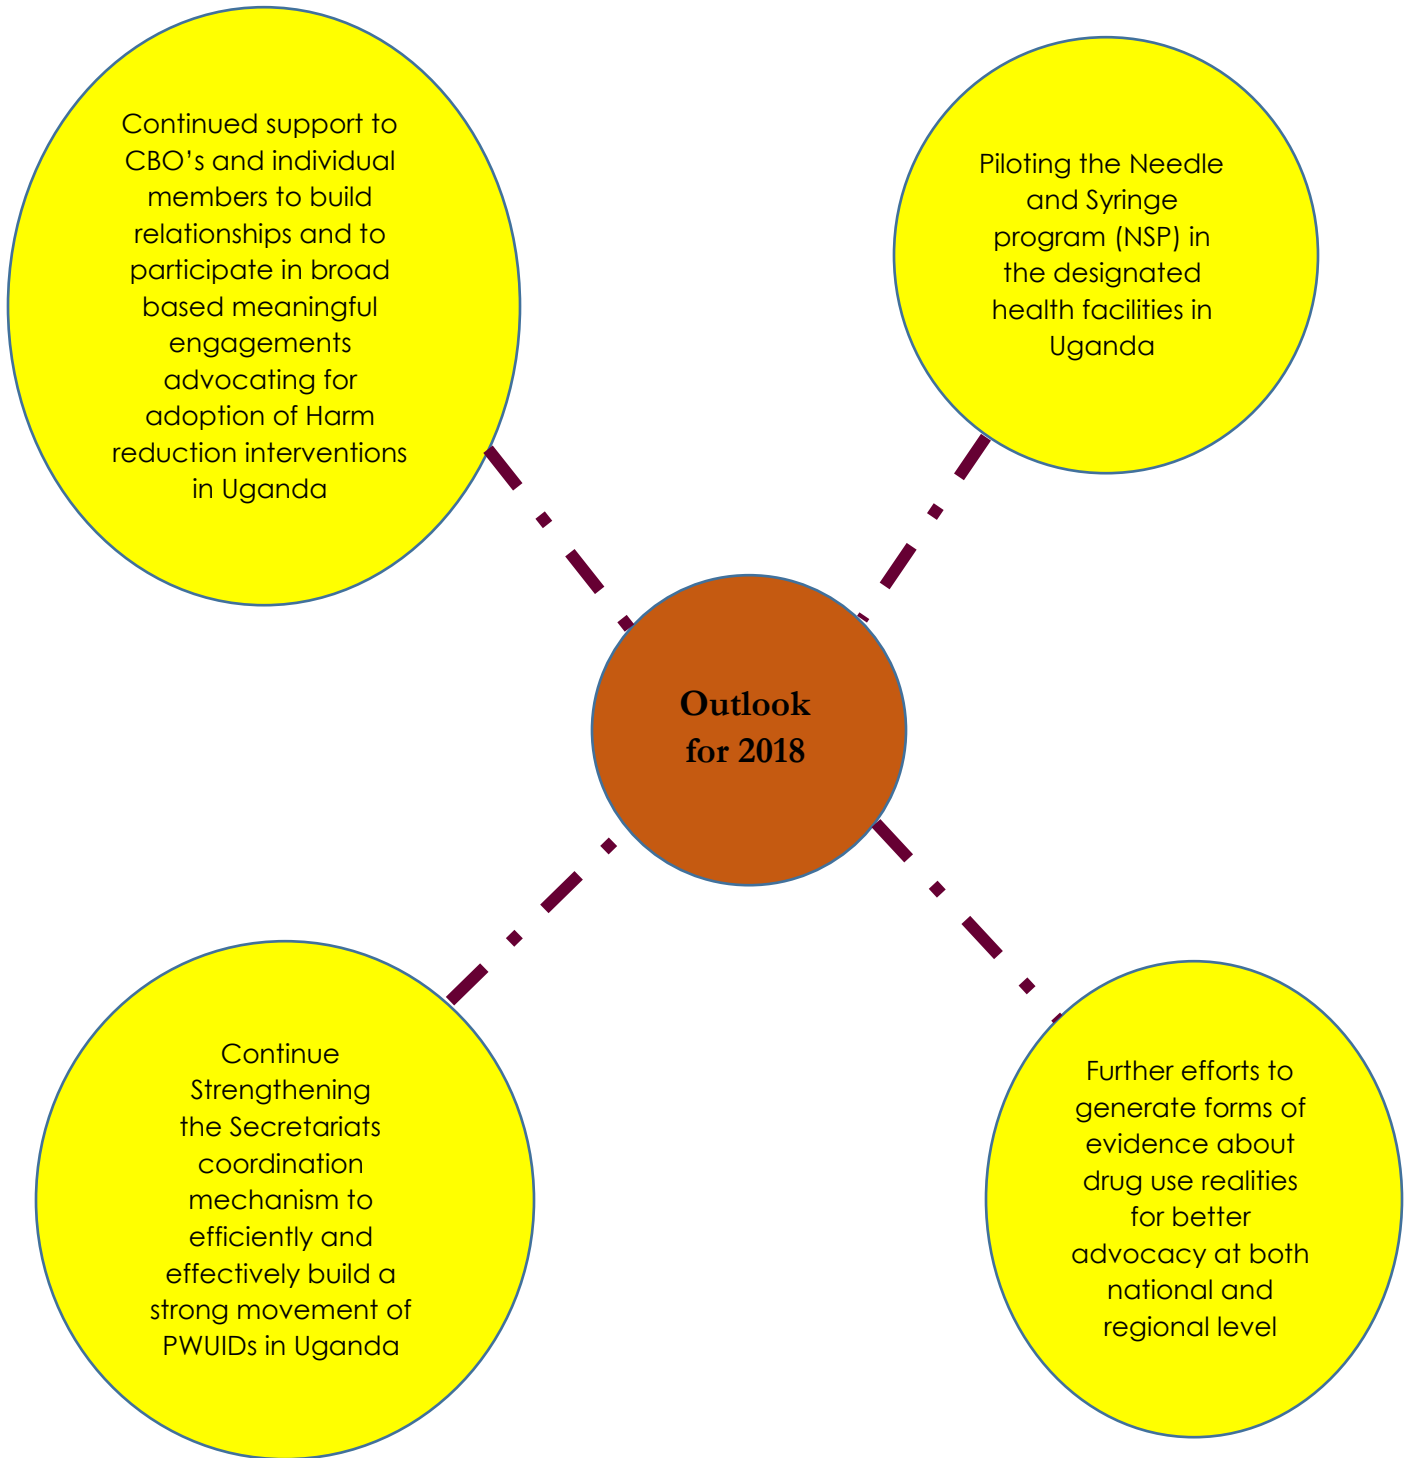 Continued support to
CBO’s and individual
members to build
relationships and to
participate in broad
based meaningful
engagements
advocating for
adoption of Harm
reduction interventions
in Uganda
Piloting the Needle
and Syringe
program (NSP) in
the designated
health facilities in
Uganda
Outlook
for 2018
Continue
Strengthening
the Secretariats
coordination
mechanism to
efficiently and
effectively build a
strong movement of
PWUIDs in Uganda
Further efforts to
generate forms of
evidence about
drug use realities
for better
advocacy at both
national and
regional level